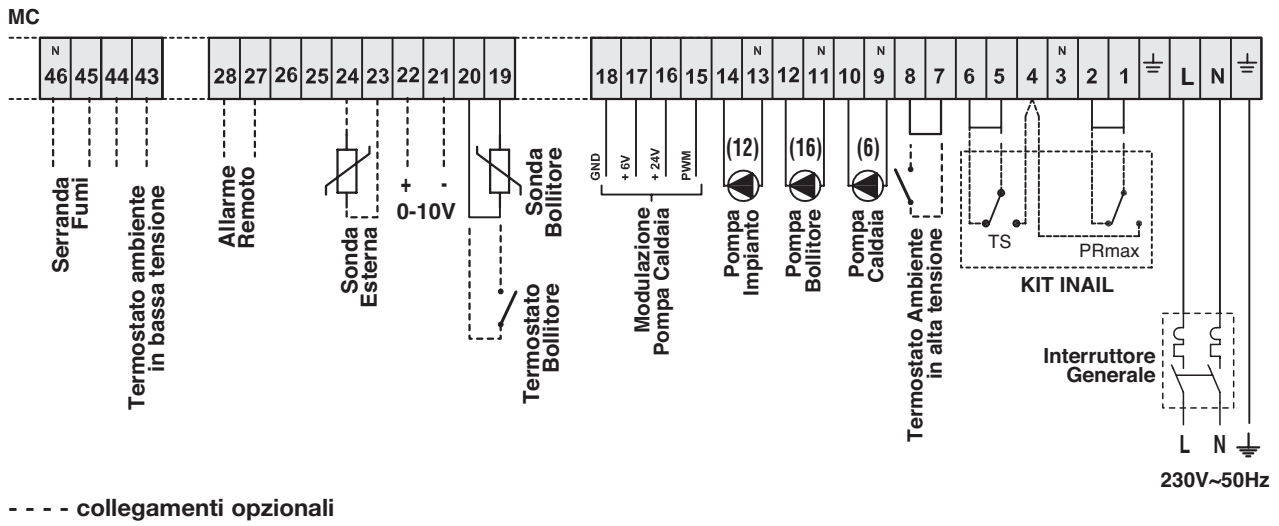 MC
N N N N N N
46 45 44 43 28 27 26 25 24 23 22 21 20 19 18 17 16 15 14 13 12 11 10 9 8 7 6 5 4 3 2 1 L N
Serranda
Fumi
Termostato ambiente
in bassa tensione
Allarme
Remoto
Sonda
Esterna
+ -
0-10V
Sonda
Bollitore
Termostato
Bollitore
GND
+ 6V
+ 24V
PWM
Modulazione
Pompa Caldaia
(12)
Pompa
Impianto
(16)
Pompa
Bollitore
(6)
Pompa
Caldaia
Termostato Ambiente
in alta tensione
TS
PRmax
KIT INAIL
Interruttore
Generale
L N
230V~50Hz
- - - - collegamenti opzionali